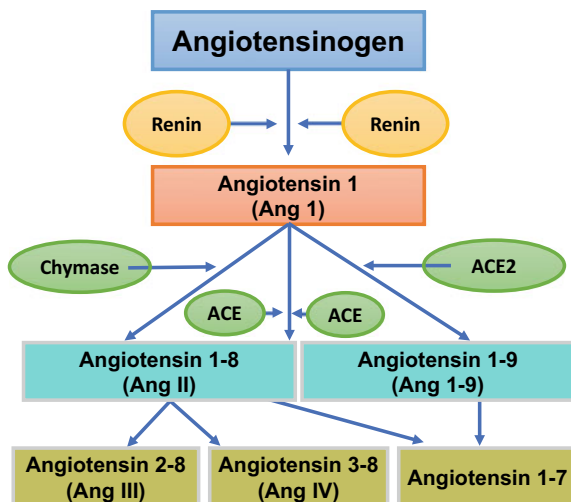 Angiotensinogen
Renin
Renin
Angiotensin 1
(Ang 1)
Chymase
ACE2
ACE
ACE
Angiotensin 1-8
(Ang II)
Angiotensin 1-9
(Ang 1-9)
Angiotensin 2-8
(Ang III)
Angiotensin 3-8
(Ang IV)
Angiotensin 1-7